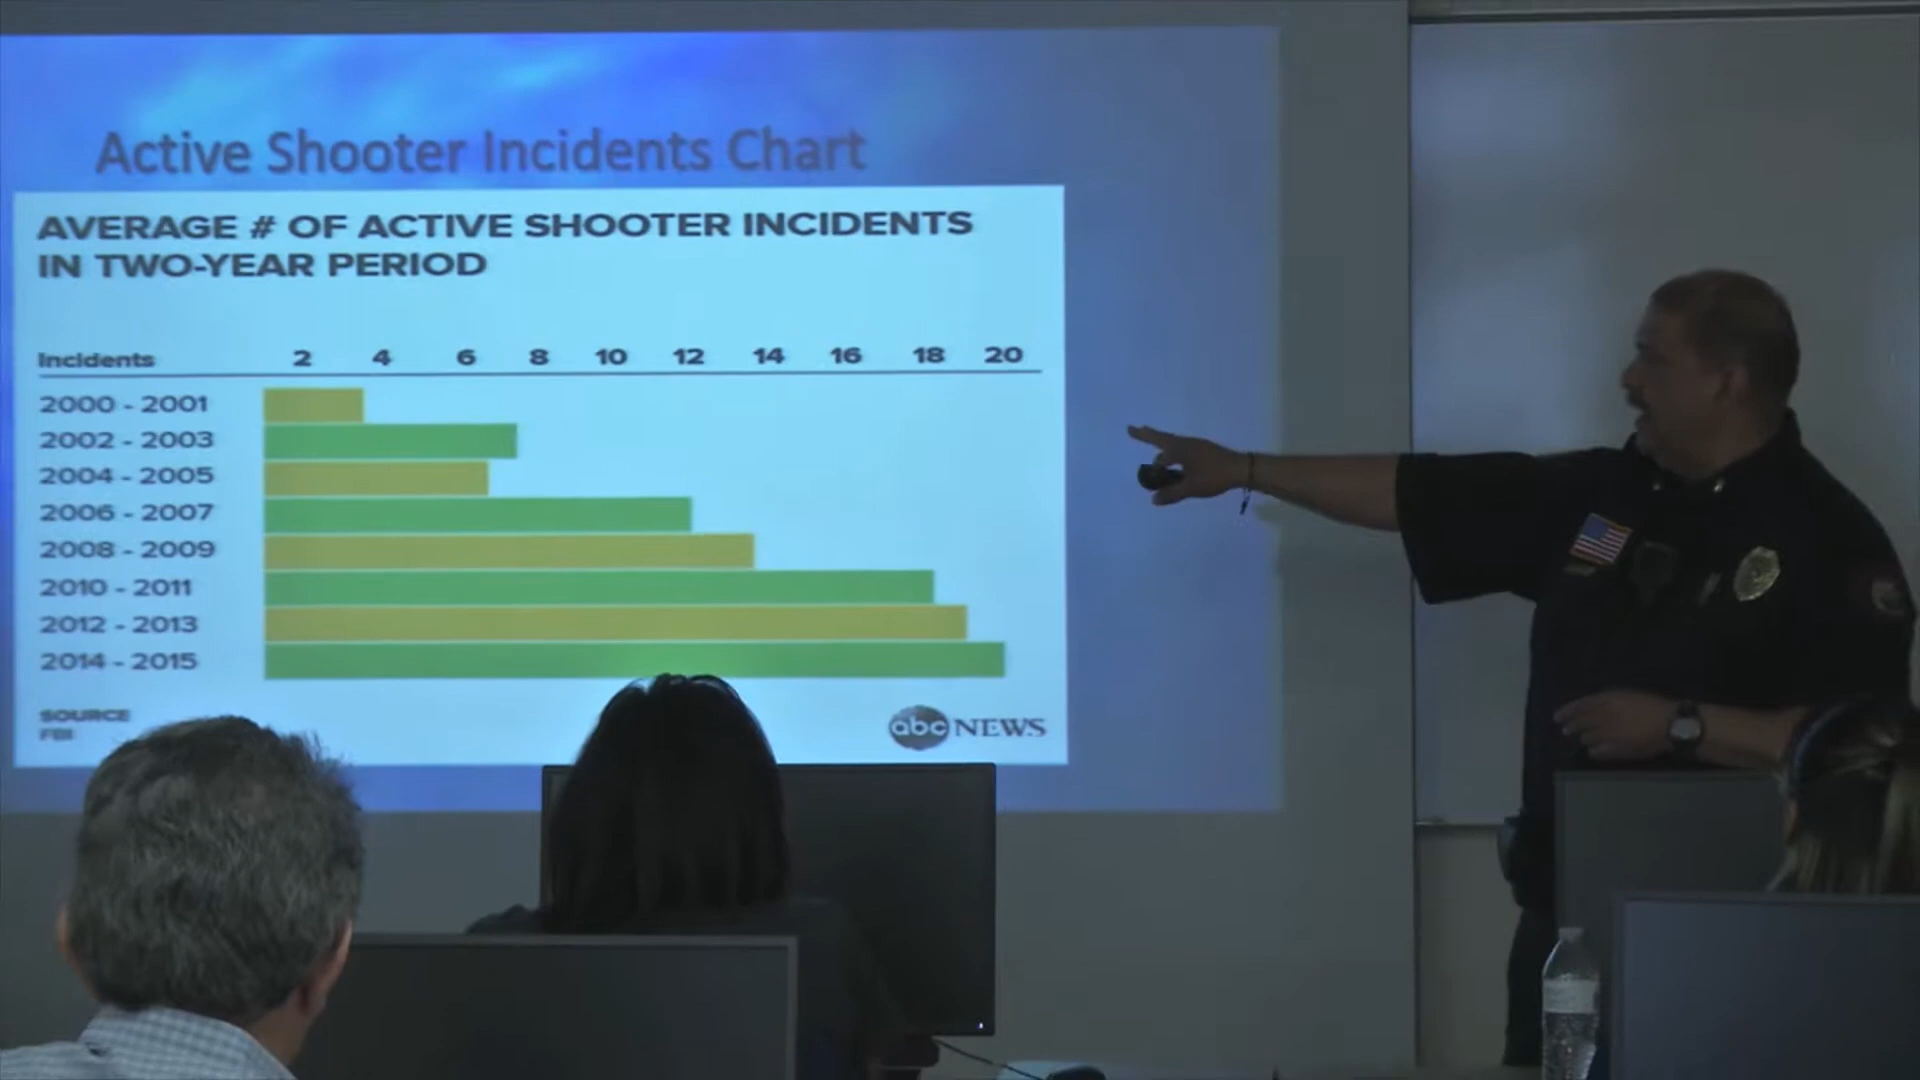 Active Shooter Incidents Chart
AVERAGE # OF ACTIVE SHOOTER INCIDENTS
IN TWO-YEAR PERIOD
Incidents 2 4 6 8 10 12 14 16 18 20
2000 - 2001
2002 - 2003
2004 - 2005
2006 - 2007
2008 - 2009
2010 - 2011
2012 - 2013
2014 - 2015
SOURCE
FBI
abc NEWS